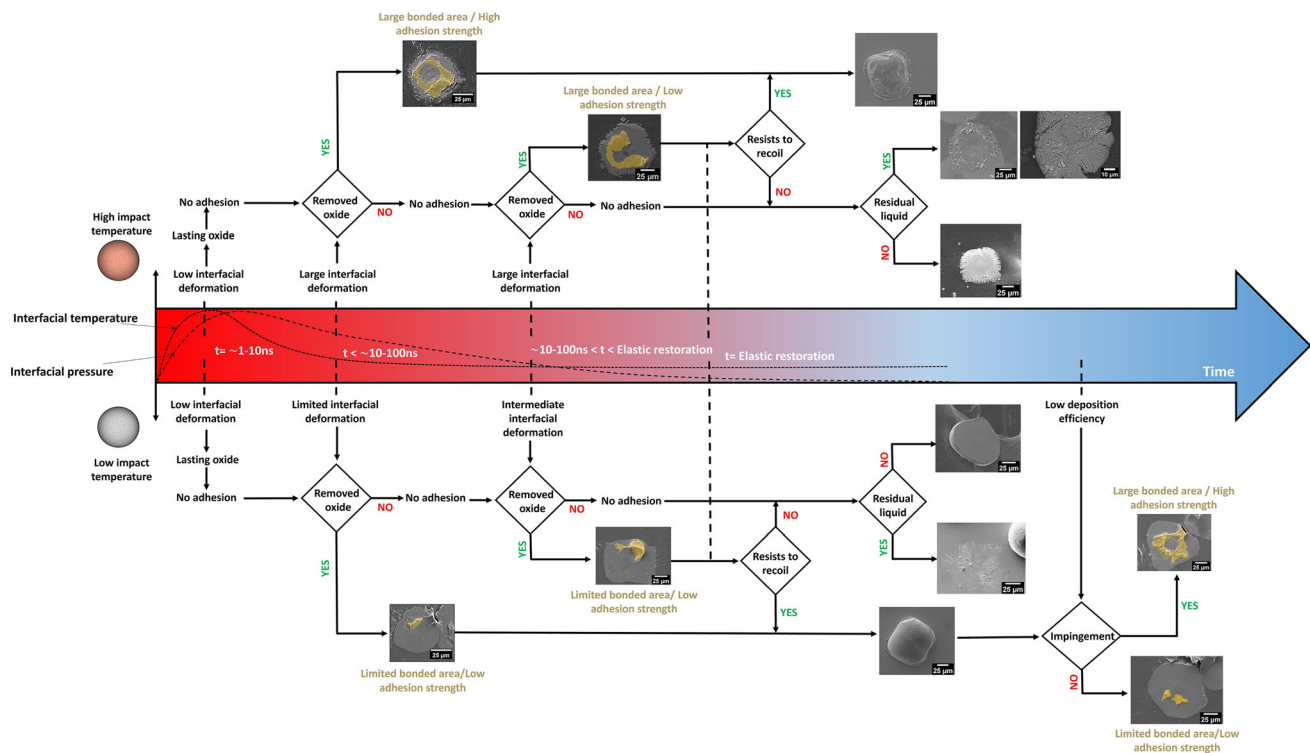 Large bonded area / High
adhesion strength
25 µm
YES
Large bonded area / Low
adhesion strength
25 µm
YES
25 µm
YES
Resists to
recoil
NO
25 µm
10 µm
YES
Residual
liquid
NO
25 µm
High impact
temperature
No adhesion
Lasting oxide
Low interfacial
deformation
Removed
oxide
NO
No adhesion
Large interfacial
deformation
Removed
oxide
NO
No adhesion
Large interfacial
deformation
Interfacial temperature
Interfacial pressure
t= ~1-10ns
t < ~10-100ns
~10-100ns < t < Elastic restoration
t= Elastic restoration
Time
Low impact
temperature
Low interfacial
deformation
Lasting oxide
No adhesion
Limited interfacial
deformation
Removed
oxide
NO
No adhesion
YES
Intermediate
interfacial
deformation
Removed
oxide
NO
No adhesion
YES
25 µm
Limited bonded area/ Low
adhesion strength
NO
Resists to
recoil
YES
NO
Residual
liquid
YES
25 µm
25 µm
25 µm
Limited bonded area/Low
adhesion strength
25 µm
Low deposition
efficiency
Impingement
YES
Large bonded area / High
adhesion strength
25 µm
NO
25 µm
Limited bonded area/Low
adhesion strength